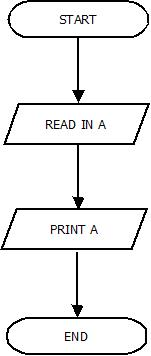 START
READ IN A
PRINT A
END